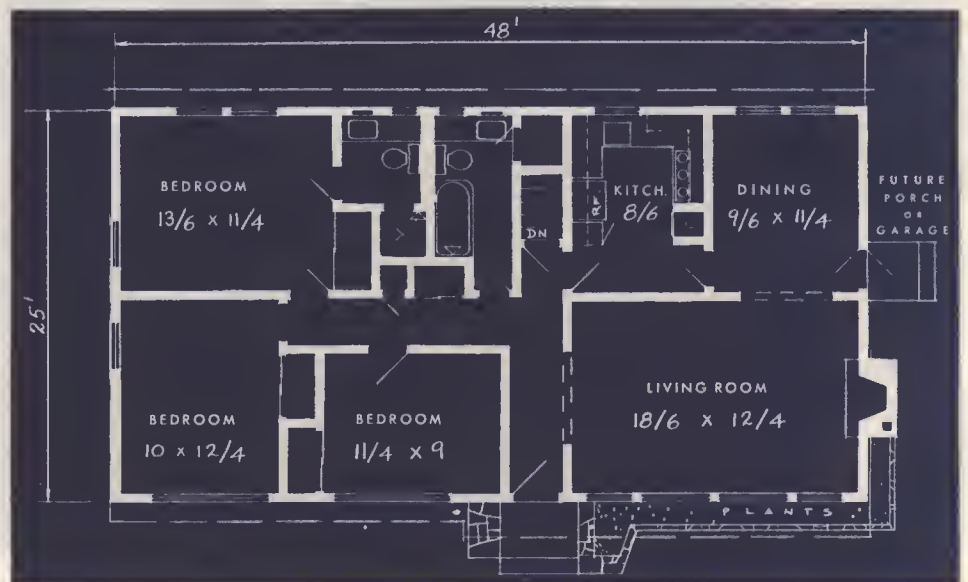 48'
25'
BEDROOM
13/6 x 11/4
KITCH.
8/6
RF
DN
DINING
9/6 x 11/4
FUTURE
PORCH
OR
GARAGE
BEDROOM
10 x 12/4
BEDROOM
11/4 x 9
LIVING ROOM
18/6 x 12/4
PLANTS